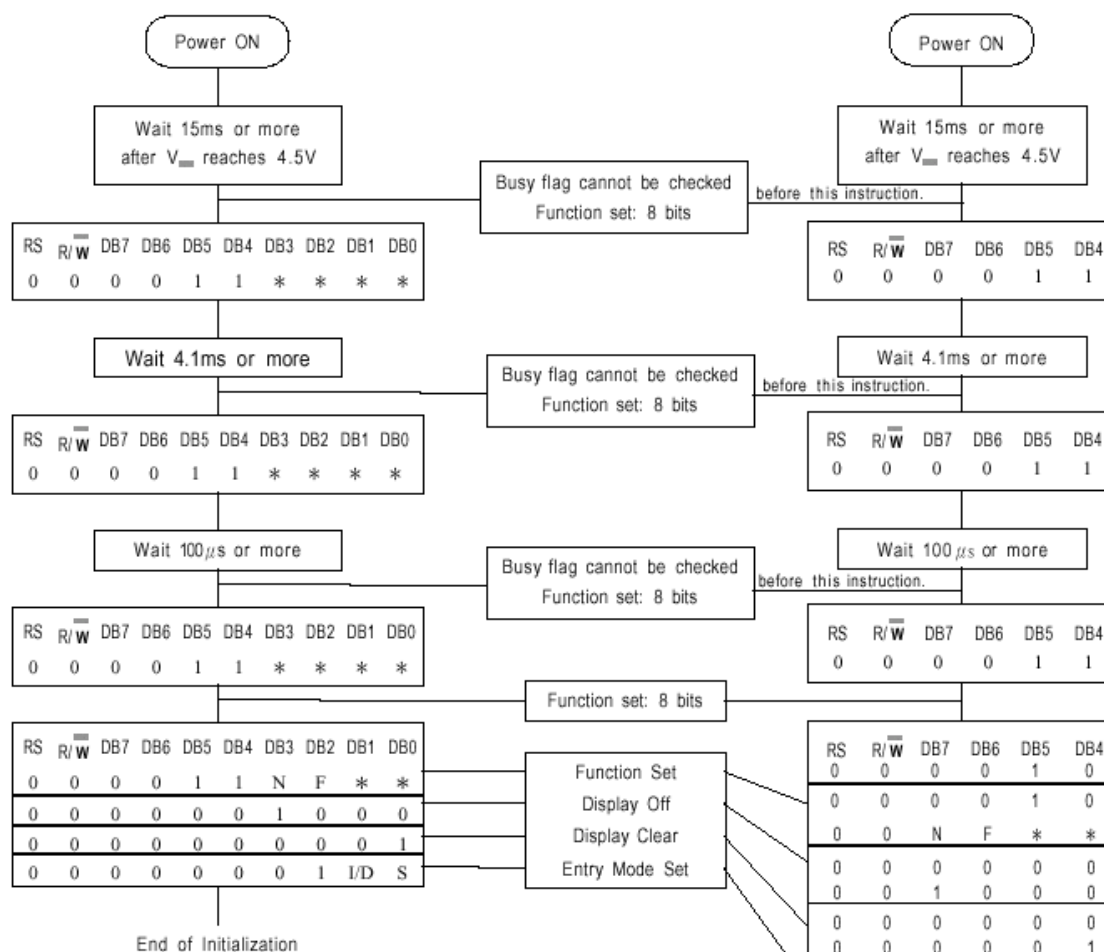 Power ON
Wait 15ms or more
after V reaches 4.5V
RS R/W DB7 DB6 DB5 DB4 DB3 DB2 DB1 DB0
0 0 0 0 1 1 * * * *
Wait 4.1ms or more
RS R/W DB7 DB6 DB5 DB4 DB3 DB2 DB1 DB0
0 0 0 0 1 1 * * * *
Wait 100μs or more
RS R/W DB7 DB6 DB5 DB4 DB3 DB2 DB1 DB0
0 0 0 0 1 1 * * * *
RS R/W DB7 DB6 DB5 DB4 DB3 DB2 DB1 DB0
0 0 0 0 1 1 N F * *
0 0 0 0 0 0 1 0 0 0
0 0 0 0 0 0 0 0 0 1
0 0 0 0 0 0 0 1 I/D S
End of Initialization
Busy flag cannot be checked
Function set: 8 bits
before this instruction.
Busy flag cannot be checked
Function set: 8 bits
before this instruction.
Busy flag cannot be checked
Function set: 8 bits
before this instruction.
Function set: 8 bits
Function Set
Display Off
Display Clear
Entry Mode Set
Power ON
Wait 15ms or more
after V reaches 4.5V
RS R/W DB7 DB6 DB5 DB4
0 0 0 0 1 1
Wait 4.1ms or more
RS R/W DB7 DB6 DB5 DB4
0 0 0 0 1 1
Wait 100 μs or more
RS R/W DB7 DB6 DB5 DB4
0 0 0 0 1 1
RS R/W DB7 DB6 DB5 DB4
0 0 0 0 1 0
0 0 0 0 1 0
0 0 N F * *
0 0 0 0 0 0
0 0 1 0 0 0
0 0 0 0 0 0
0 0 0 0 0 1